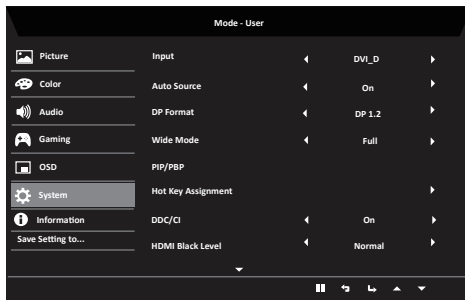 Mode - User
Picture
Color
Audio
Gaming
OSD
System
Information
Save Setting to...
Input DVI_D
Auto Source On
DP Format DP 1.2
Wide Mode Full
PIP/PBP
Hot Key Assignment
DDC/CI On
HDMI Black Level Normal